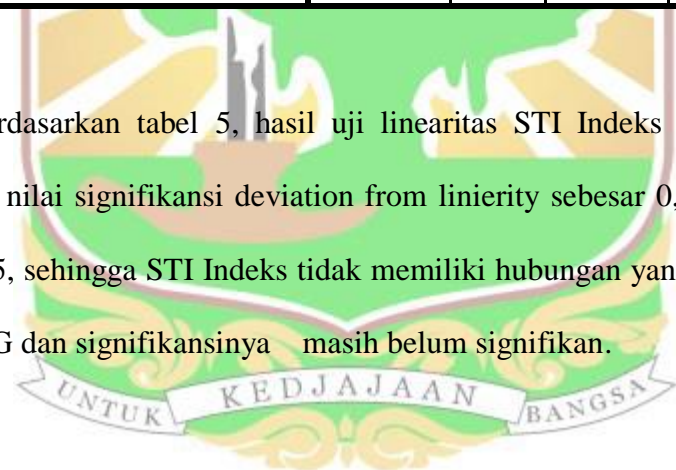 rdasarkan tabel 5, hasil uji linearitas STI Indeks
nilai signifikansi deviation from linierity sebesar 0,
5, sehingga STI Indeks tidak memiliki hubungan yan
G dan signifikansinya masih belum signifikan.
UNTUK KEDJAJAAN BANGSA